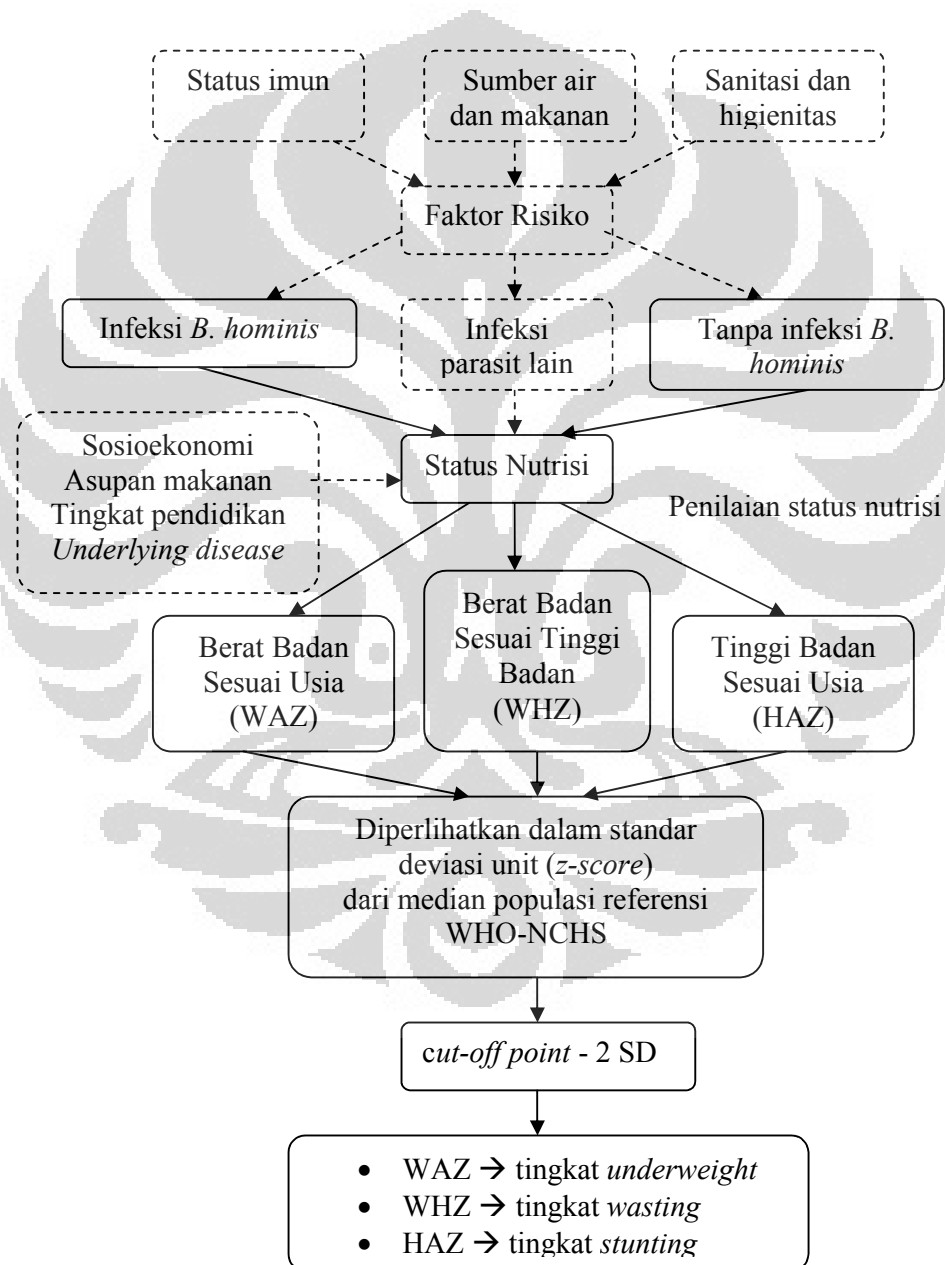 Status imun
Sumber air
dan makanan
Sanitasi dan
higienitas
Faktor Risiko
Infeksi B. hominis
Infeksi
parasit lain
Tanpa infeksi B.
hominis
Sosioekonomi
Asupan makanan
Tingkat pendidikan
Underlying disease
Status Nutrisi
Penilaian status nutrisi
Berat Badan
Sesuai Usia
(WAZ)
Berat Badan
Sesuai Tinggi
Badan
(WHZ)
Tinggi Badan
Sesuai Usia
(HAZ)
Diperlihatkan dalam standar
deviasi unit (z-score)
dari median populasi referensi
WHO-NCHS
cut-off point - 2 SD
• WAZ → tingkat underweight
• WHZ → tingkat wasting
• HAZ → tingkat stunting